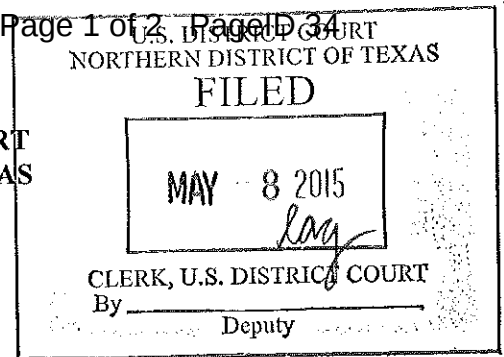 Page 1 of 2 PageID 34
U.S. DISTRICT COURT
NORTHERN DISTRICT OF TEXAS
FILED
RT
AS
MAY 8 2015
CLERK, U.S. DISTRICT COURT
By
Deputy